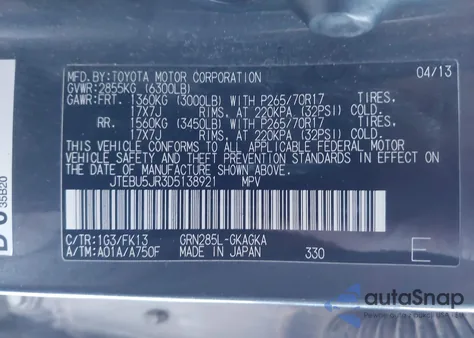 MFD.BY:TOYOTA MOTOR CORPORATION 04/13
GVWR:2855KG (6300LB)
GAWR:FRT. 1360KG (3000LB) WITH P265/70R17 TIRES,
17X7J RIMS, AT 220KPA (32PSI) COLD.
RR. 1560KG (3450LB) WITH P265/70R17 TIRES,
17X7J RIMS, AT 220KPA (32PSI) COLD.
THIS VEHICLE CONFORMS TO ALL APPLICABLE FEDERAL MOTOR
VEHICLE SAFETY AND THEFT PREVENTION STANDARDS IN EFFECT ON
THE DATE OF MANUFACTURE SHOWN ABOVE.
JTEBU5JR3D5138921 MPV
C/TR:1G3/FK13 GRN285L-GKAGKA
A/TM:A01A/A750F MADE IN JAPAN 330 E
35B20
autaSnap